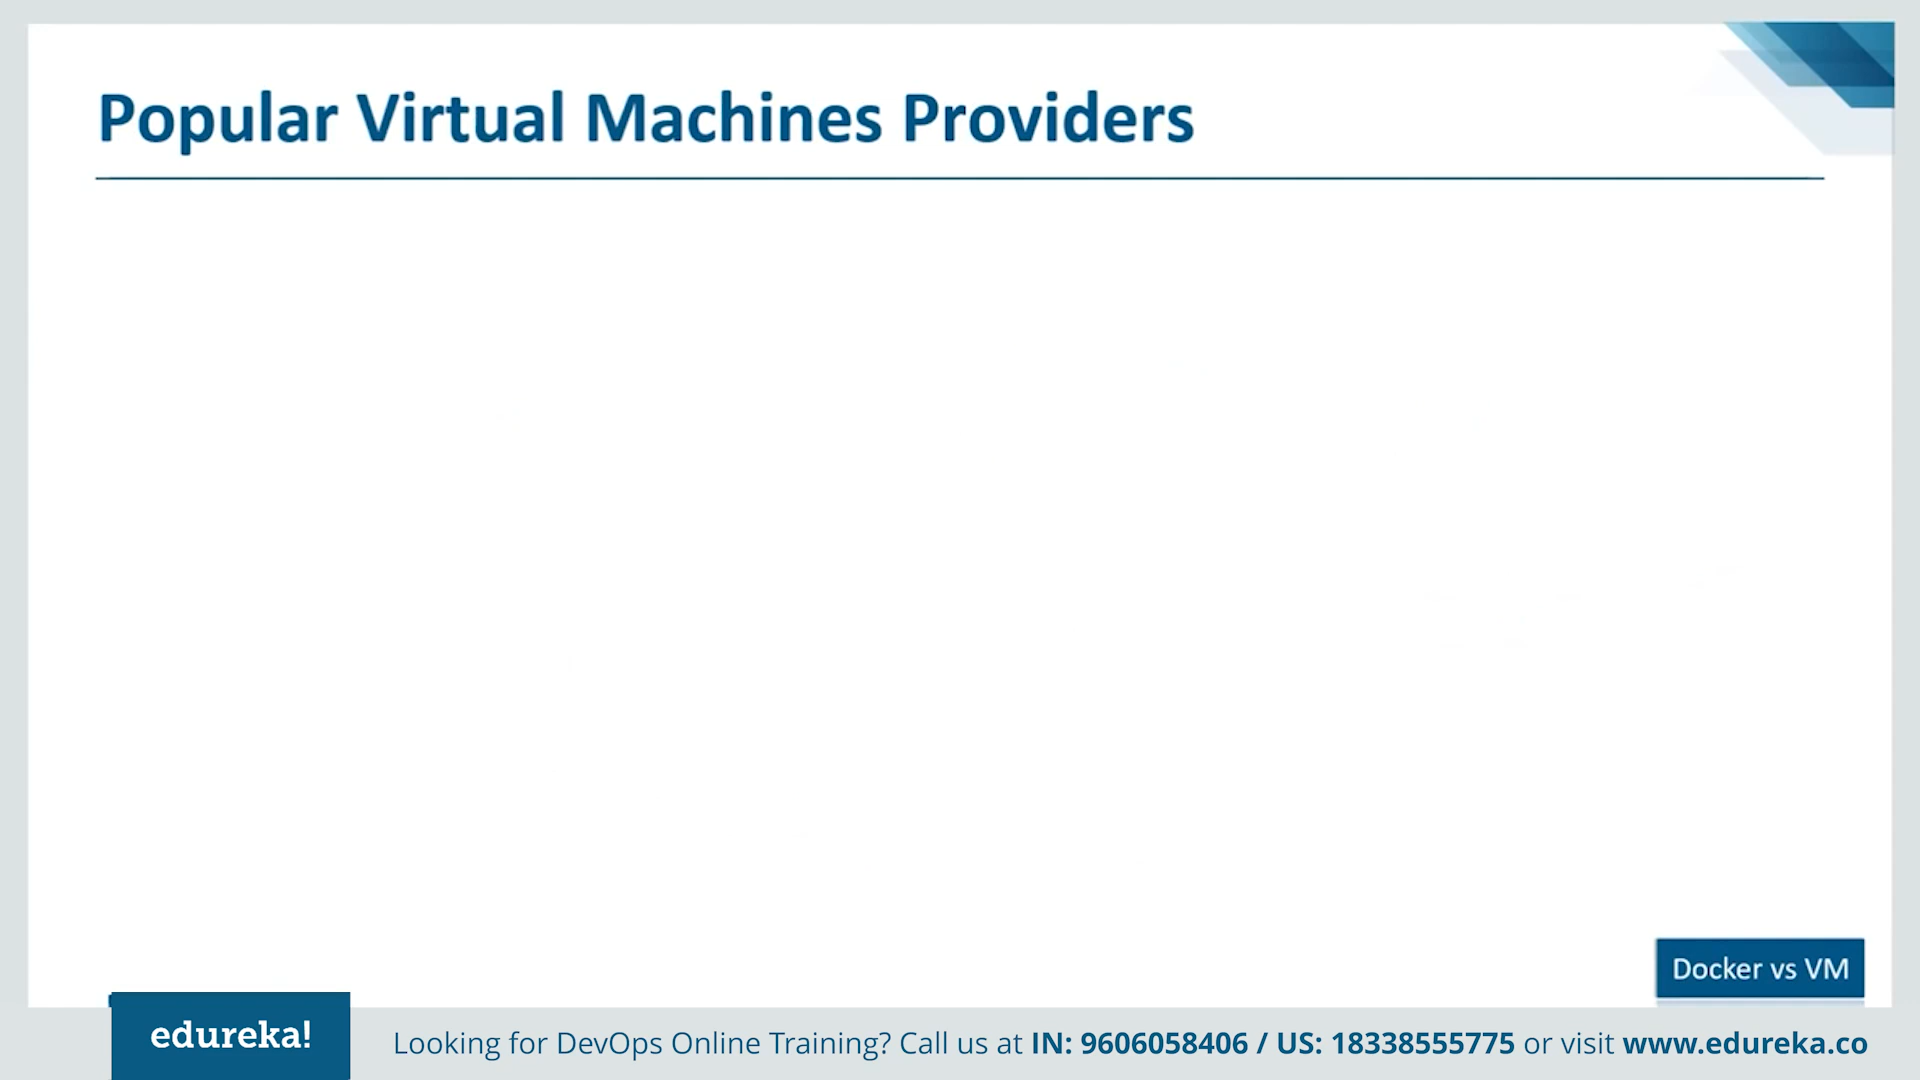 Popular Virtual Machines Providers
Docker vs VM
edureka!
Looking for DevOps Online Training? Call us at IN: 9606058406 / US: 18338555775 or visit www.edureka.co